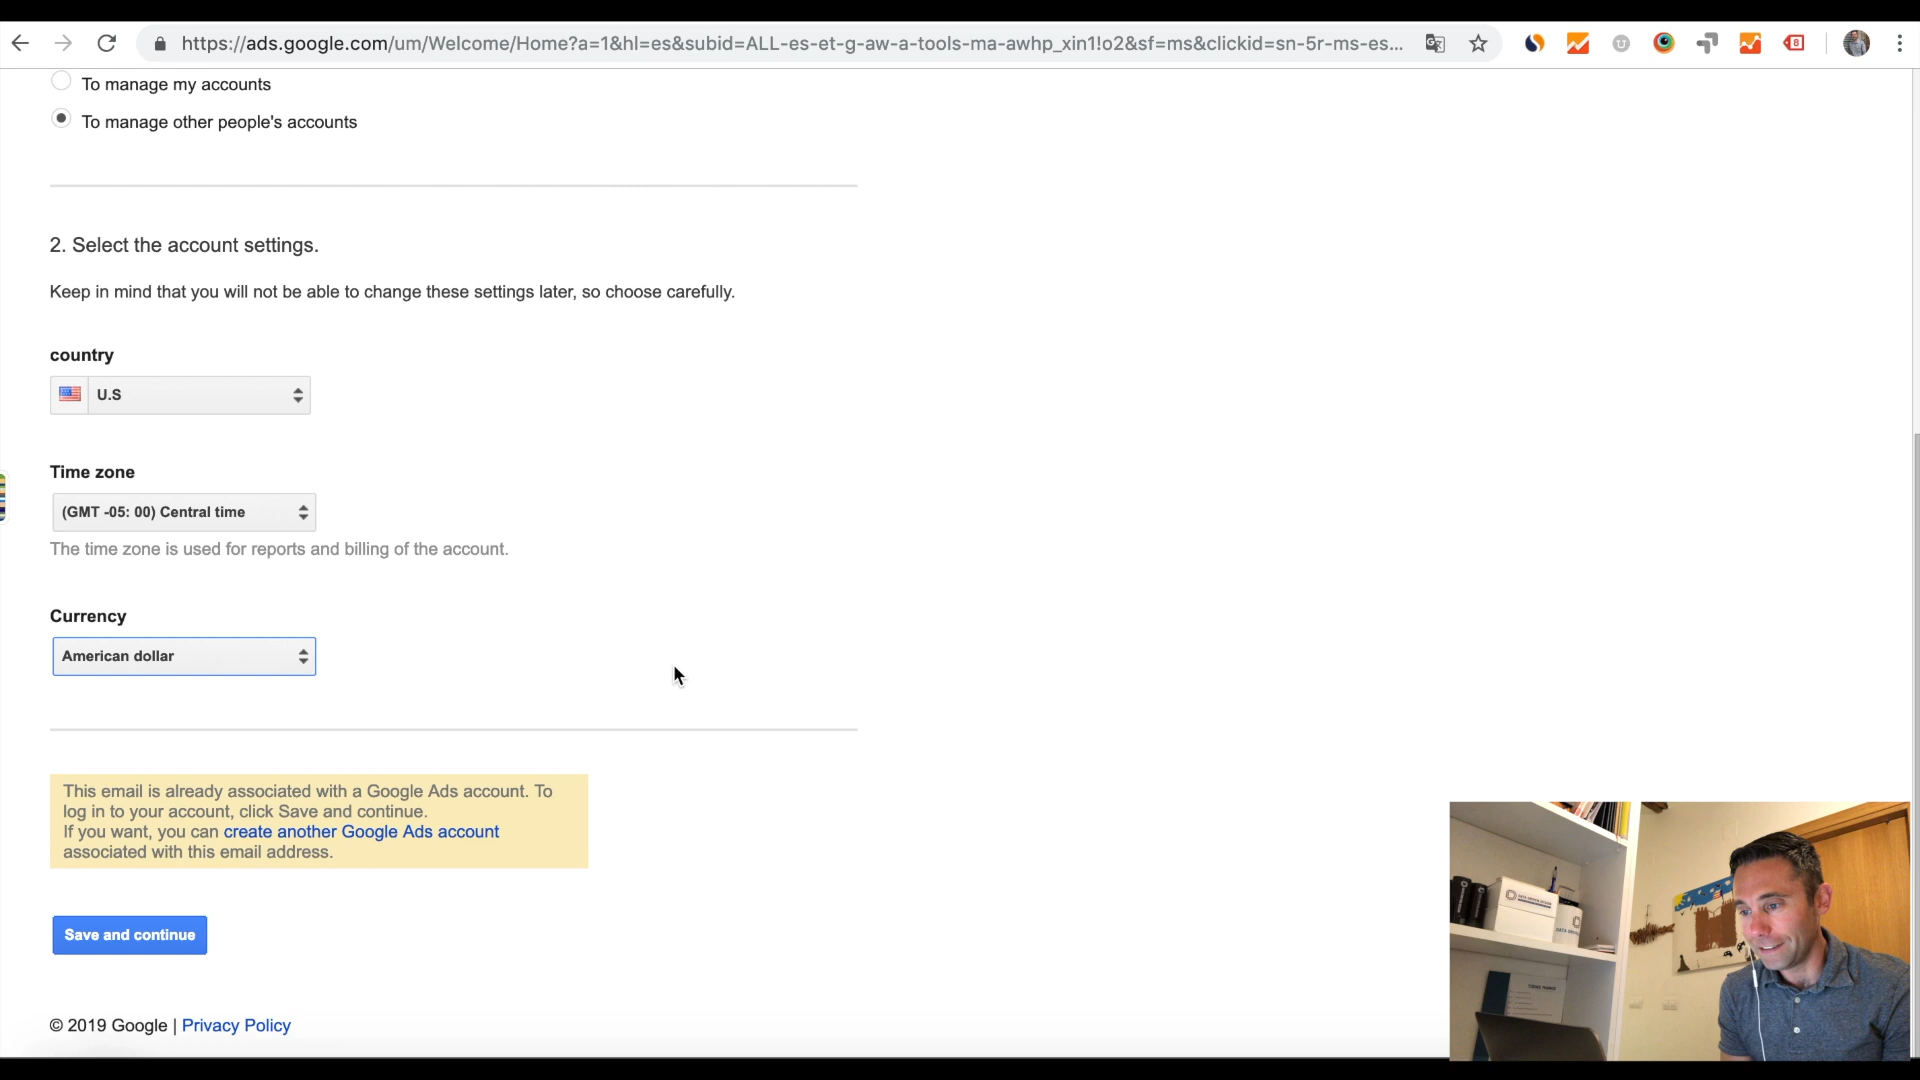 https://ads.google.com/um/Welcome/Home?a=1&hl=es&subid=ALL-es-et-g-aw-a-tools-ma-awhp_xin1!o2&sf=ms&clickid=sn-5r-ms-es...
To manage my accounts
To manage other people's accounts
2. Select the account settings.
Keep in mind that you will not be able to change these settings later, so choose carefully.
country
U.S
Time zone
(GMT -05: 00) Central time
The time zone is used for reports and billing of the account.
Currency
American dollar
This email is already associated with a Google Ads account. To
log in to your account, click Save and continue.
If you want, you can create another Google Ads account
associated with this email address.
Save and continue
© 2019 Google | Privacy Policy